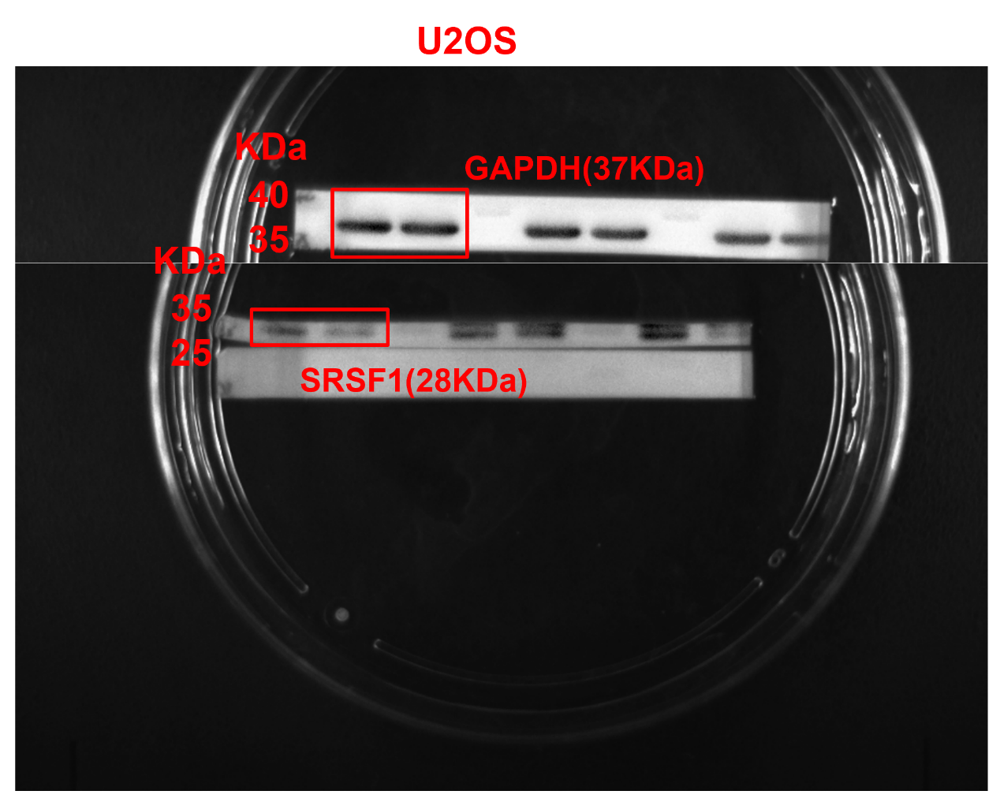 U2OS
KDa
GAPDH(37KDa)
40
35
KDa
35
25
SRSF1(28KDa)